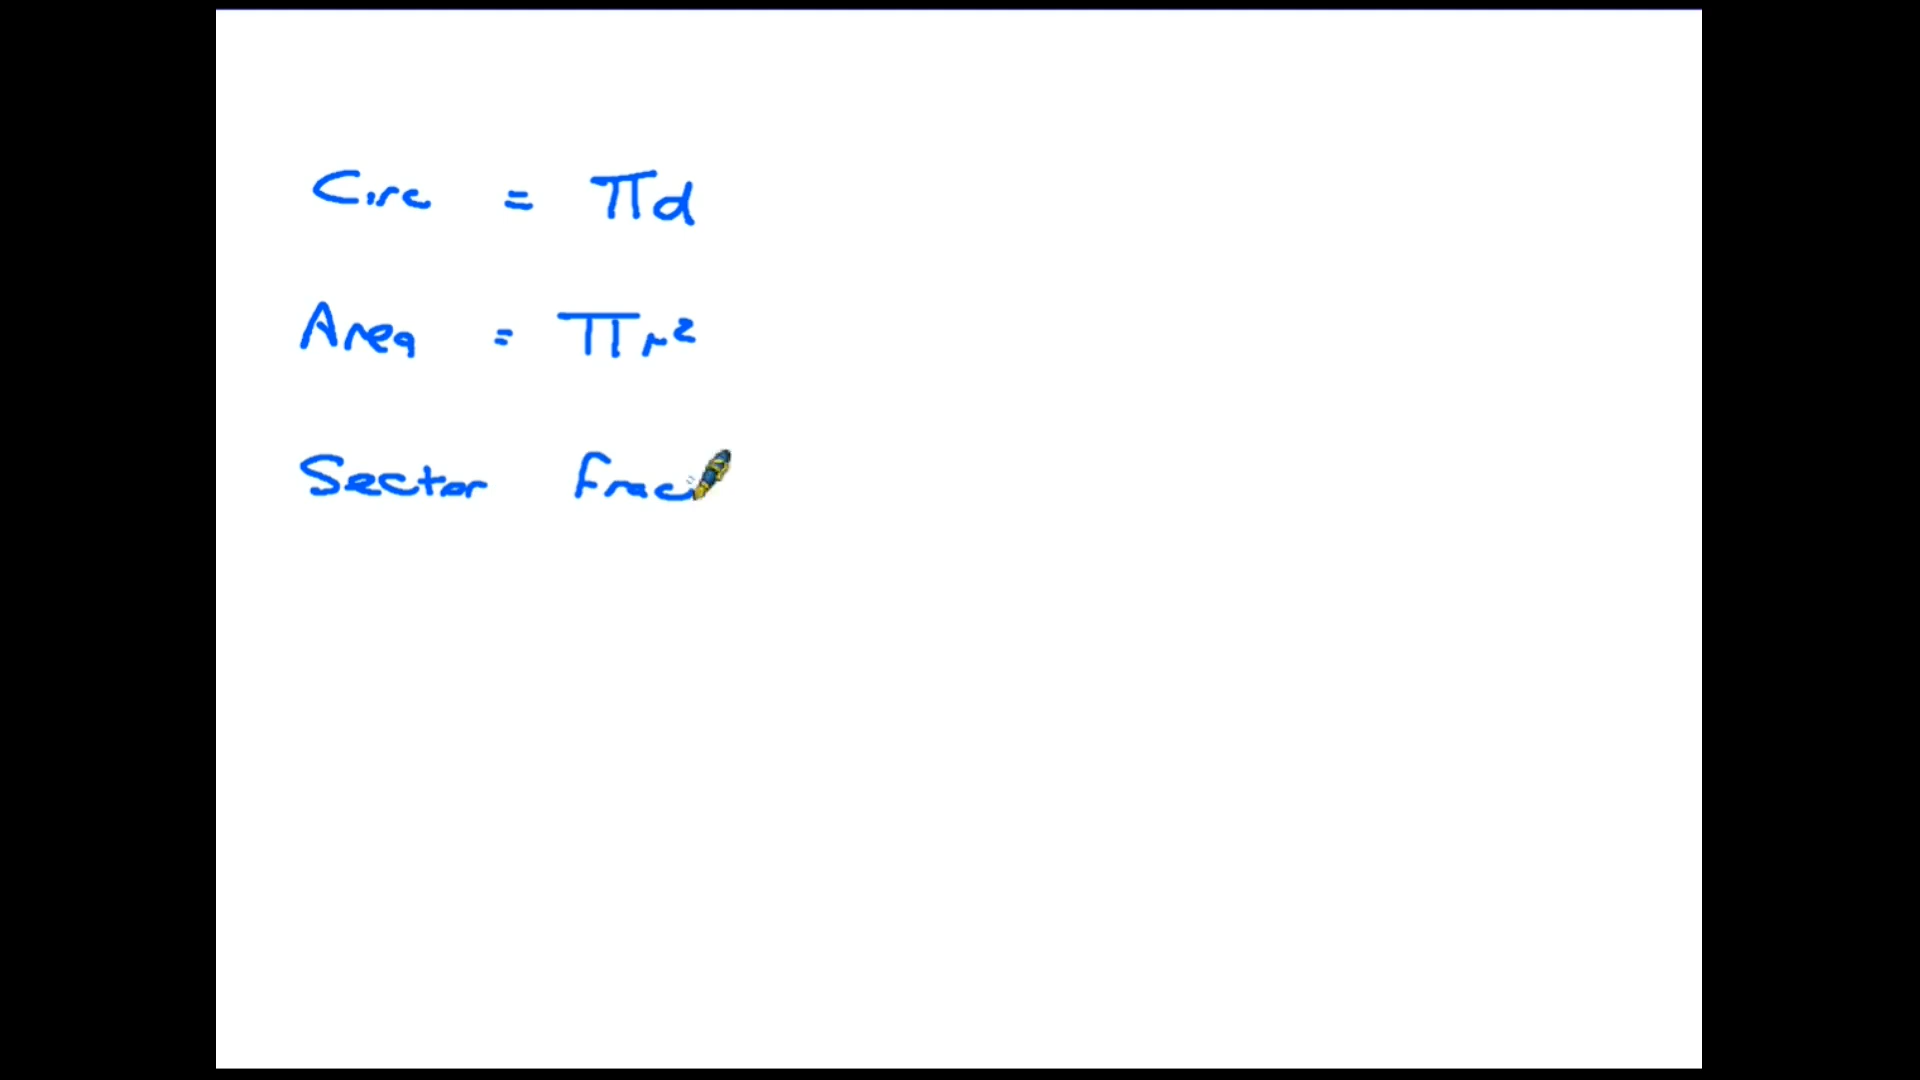 Circ = πd
Area = πr²
Sector frac